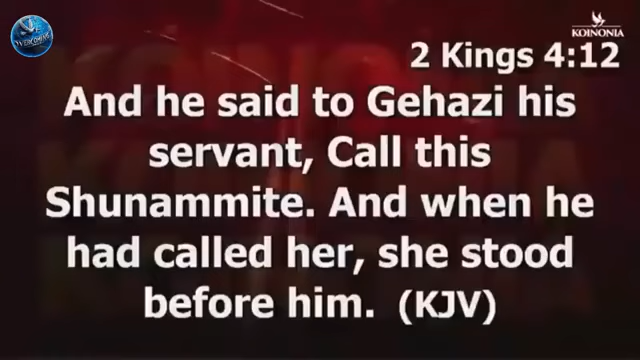 KOINONIA
2 Kings 4:12
And he said to Gehazi his
servant, Call this
Shunammite. And when he
had called her, she stood
before him. (KJV)